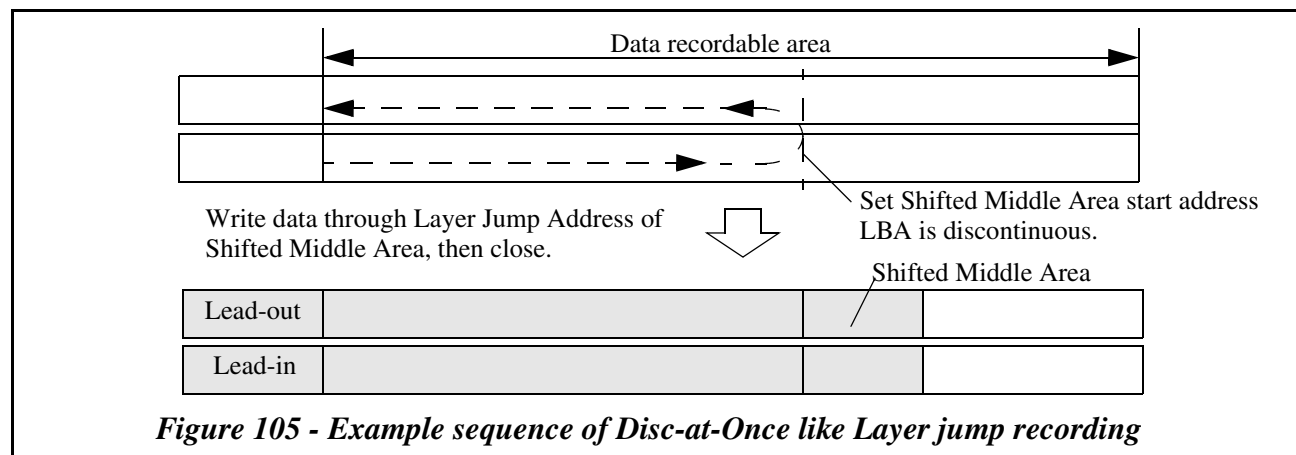 Data recordable area
Set Shifted Middle Area start address
LBA is discontinuous.
Write data through Layer Jump Address of
Shifted Middle Area, then close.
Shifted Middle Area
Lead-out
Lead-in
Figure 105 - Example sequence of Disc-at-Once like Layer jump recording